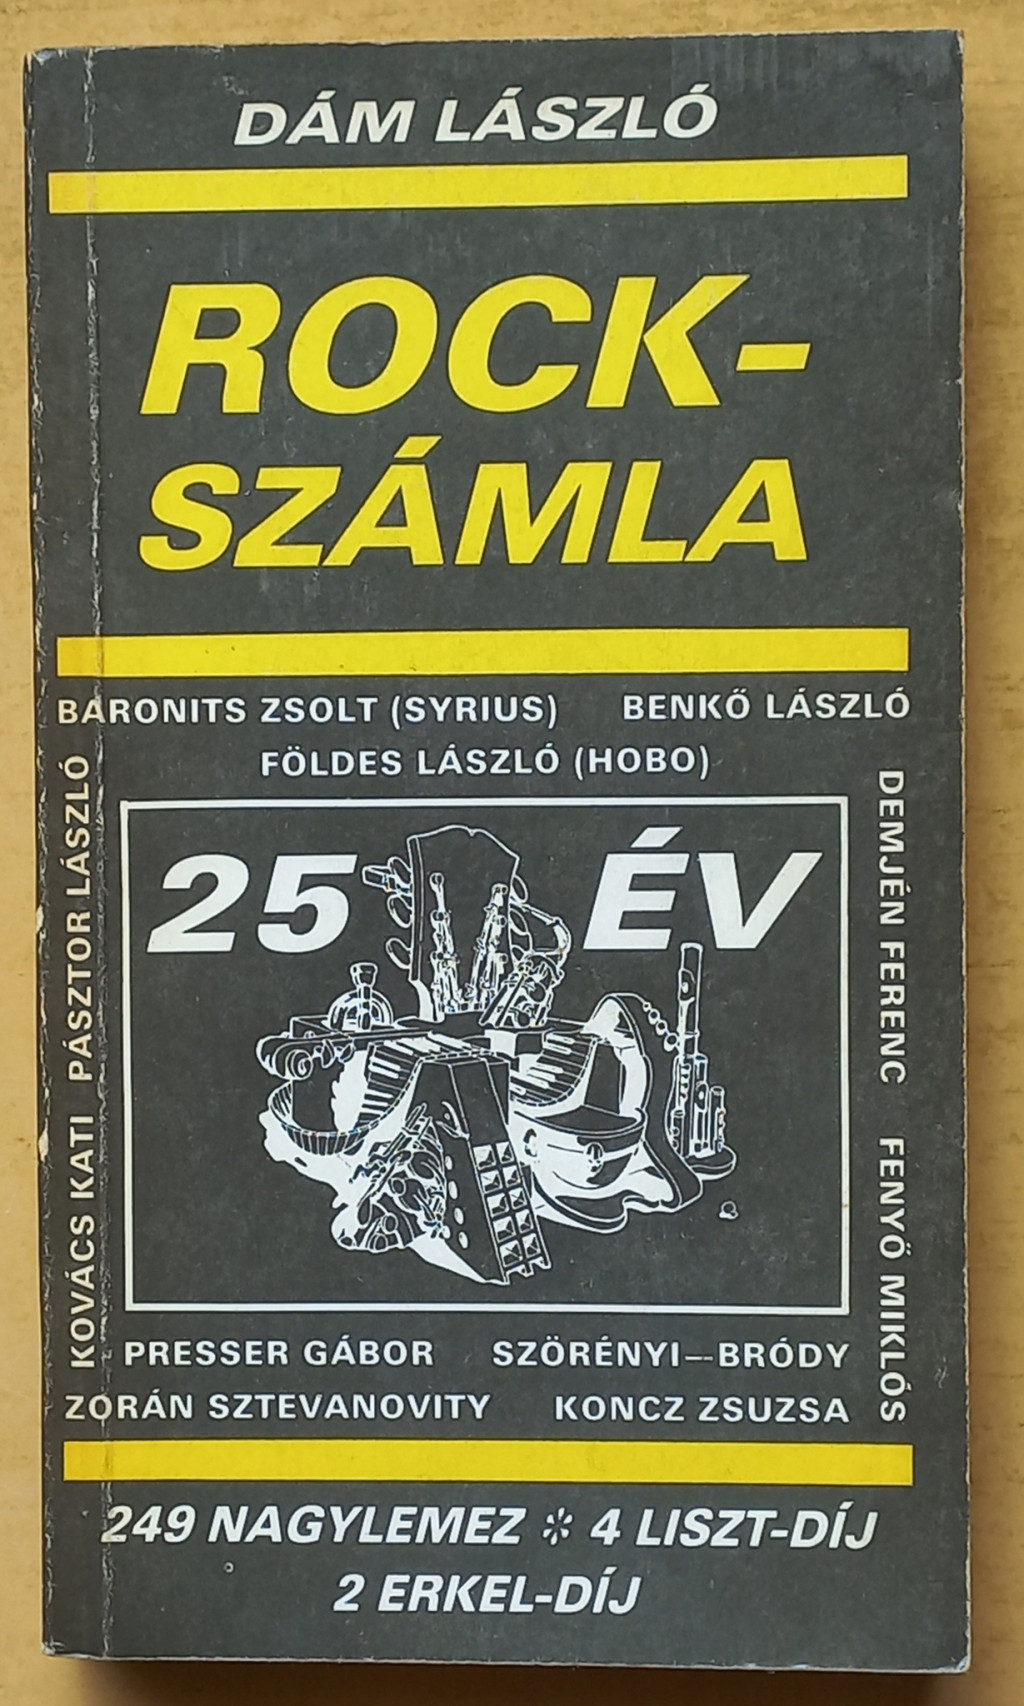 DÁM LÁSZLÓ
ROCK-
SZÁMLA
BARONITS ZSOLT (SYRIUS) BENKŐ LÁSZLÓ
FÖLDES LÁSZLÓ (HOBO)
KOVÁCS KATI PÁSZTOR LÁSZLÓ
25 ÉV
DEMJÉN FERENC FENYŐ MIKLÓS
PRESSER GÁBOR SZÖRÉNYI–BRÓDY
ZORÁN SZTEVANOVITY KONCZ ZSUZSA
249 NAGYLEMEZ * 4 LISZT-DÍJ
2 ERKEL-DÍJ